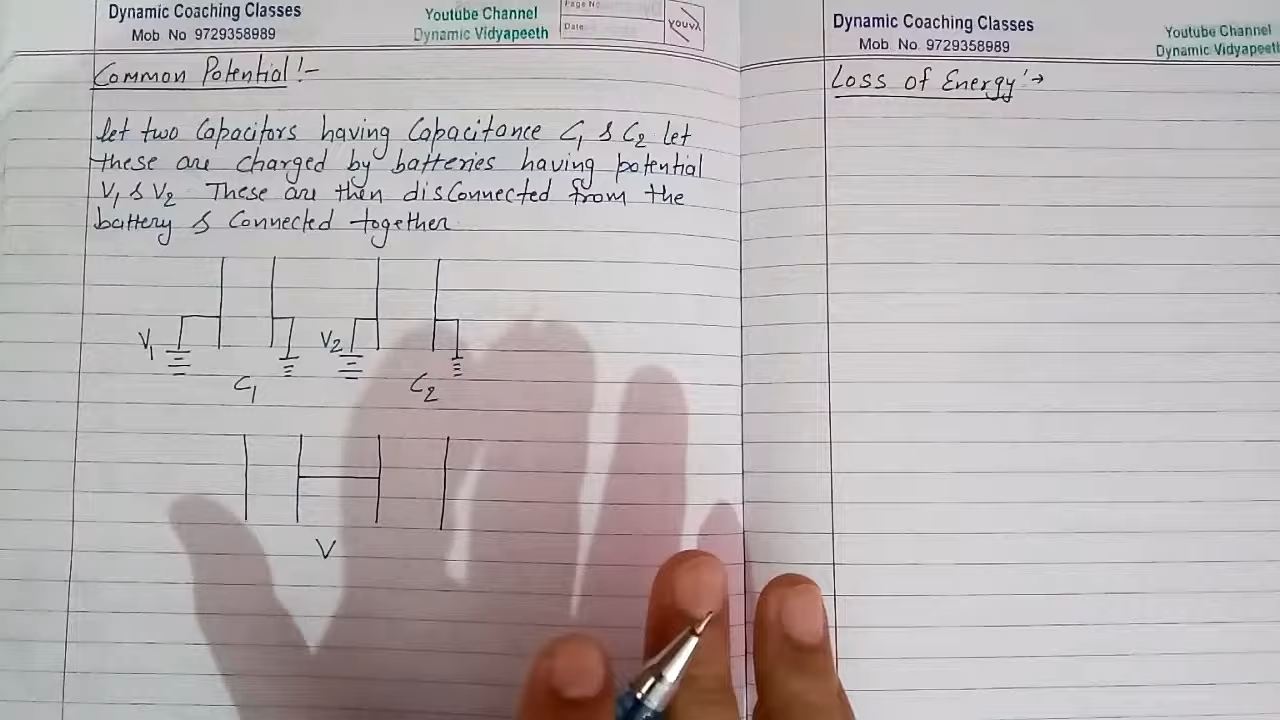 Dynamic Coaching Classes
Mob No 9729358989
Youtube Channel
Dynamic Vidyapeeth
Page No
Date
YOUVA
Common Potential :-
let two Capacitors having Capacitance C1 & C2 let
these are charged by batteries having potential
V1 & V2 These are then disconnected from the
battery & Connected together
V1
V2
C1
C2
V
Dynamic Coaching Classes
Mob No. 9729358989
Youtube Channel
Dynamic Vidyapeeth
Loss of Energy :→